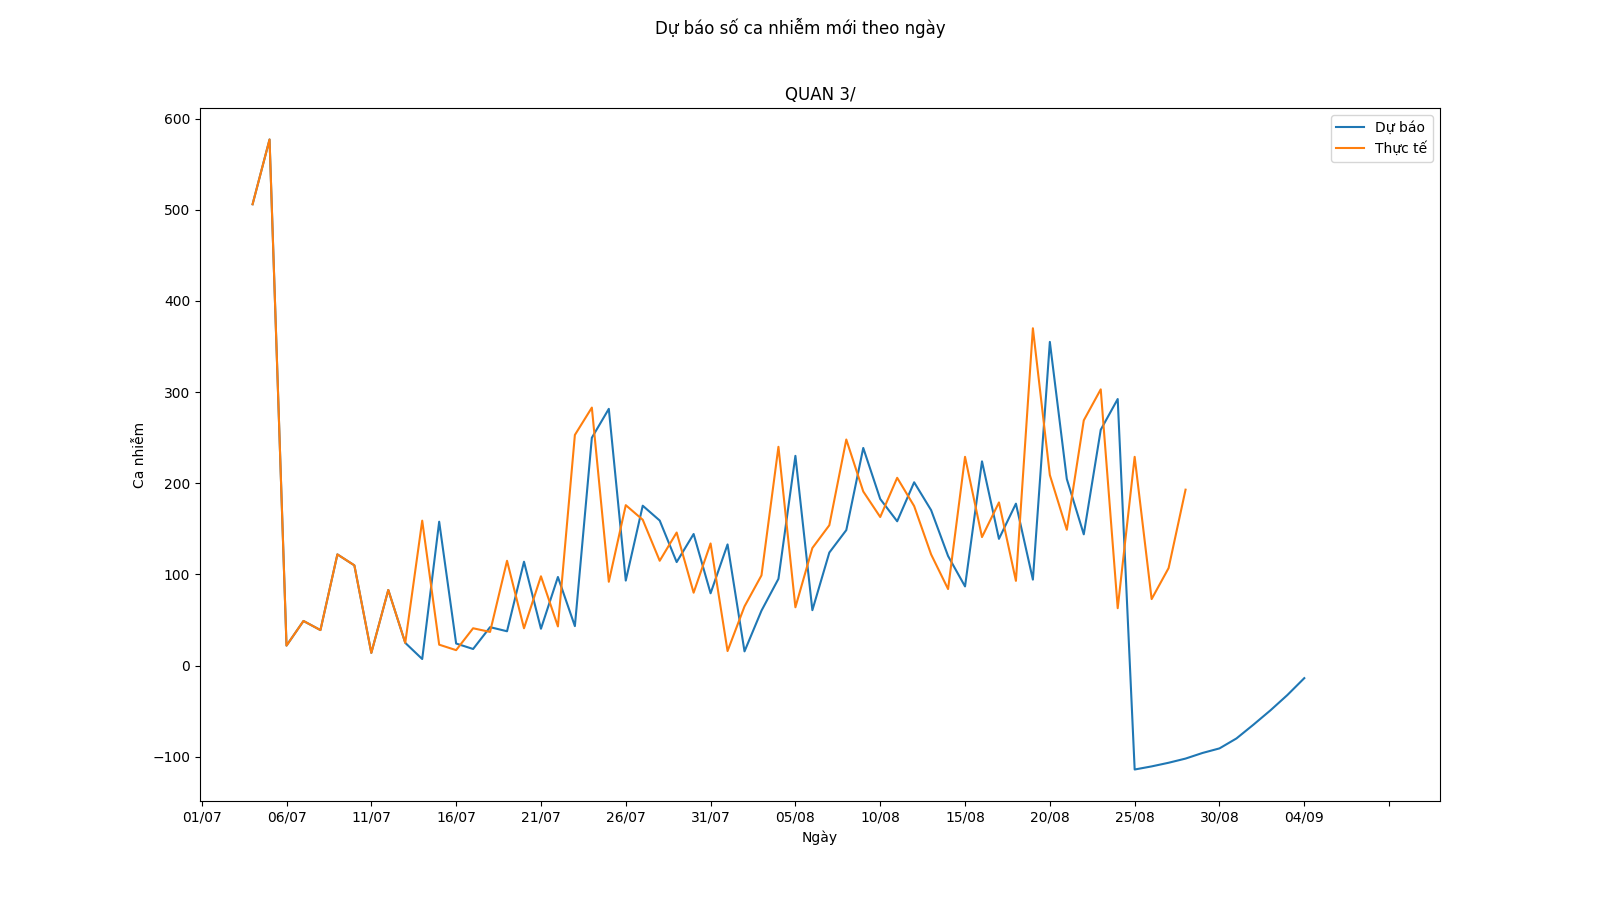 Dự báo số ca nhiễm mới theo ngày
QUAN 3/
Dự báo
Thực tế
600
500
400
300
200
100
0
−100
Ca nhiễm
01/07 06/07 11/07 16/07 21/07 26/07 31/07 05/08 10/08 15/08 20/08 25/08 30/08 04/09
Ngày